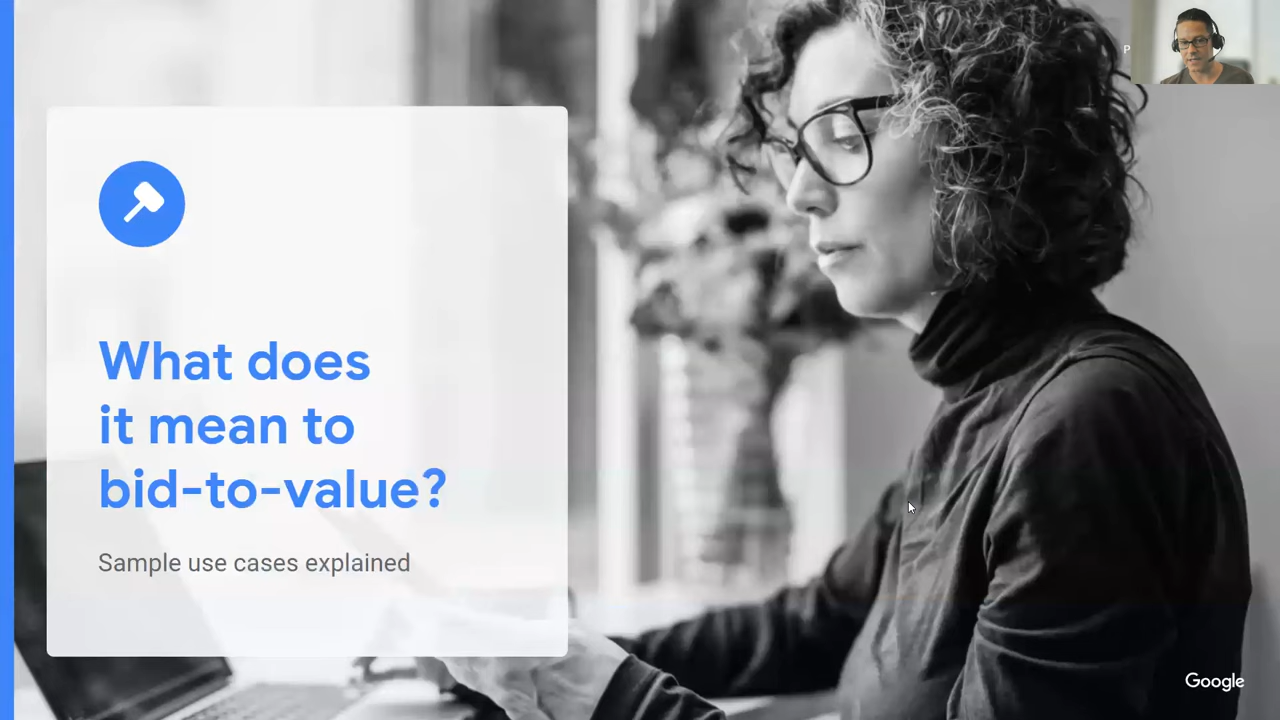 P
What does
it mean to
bid-to-value?
Sample use cases explained
Google